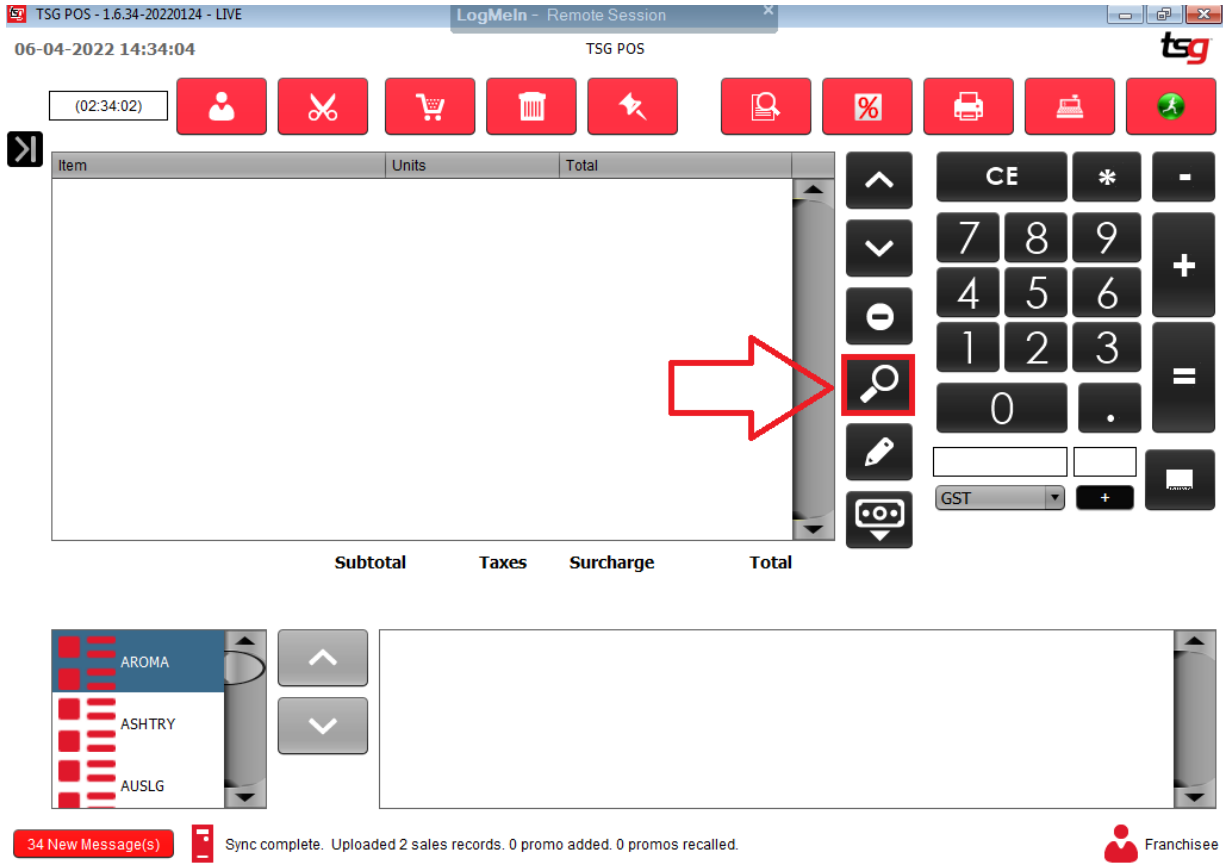 TSG POS - 1.6.34-20220124 - LIVE
LogMeIn - Remote Session
06-04-2022 14:34:04
TSG POS
tsg
(02:34:02)
%
Item Units Total
CE * -
7 8 9 +
4 5 6
1 2 3 =
0 .
GST +
Subtotal Taxes Surcharge Total
AROMA
ASHTRY
AUSLG
34 New Message(s) Sync complete. Uploaded 2 sales records. 0 promo added. 0 promos recalled. Franchisee